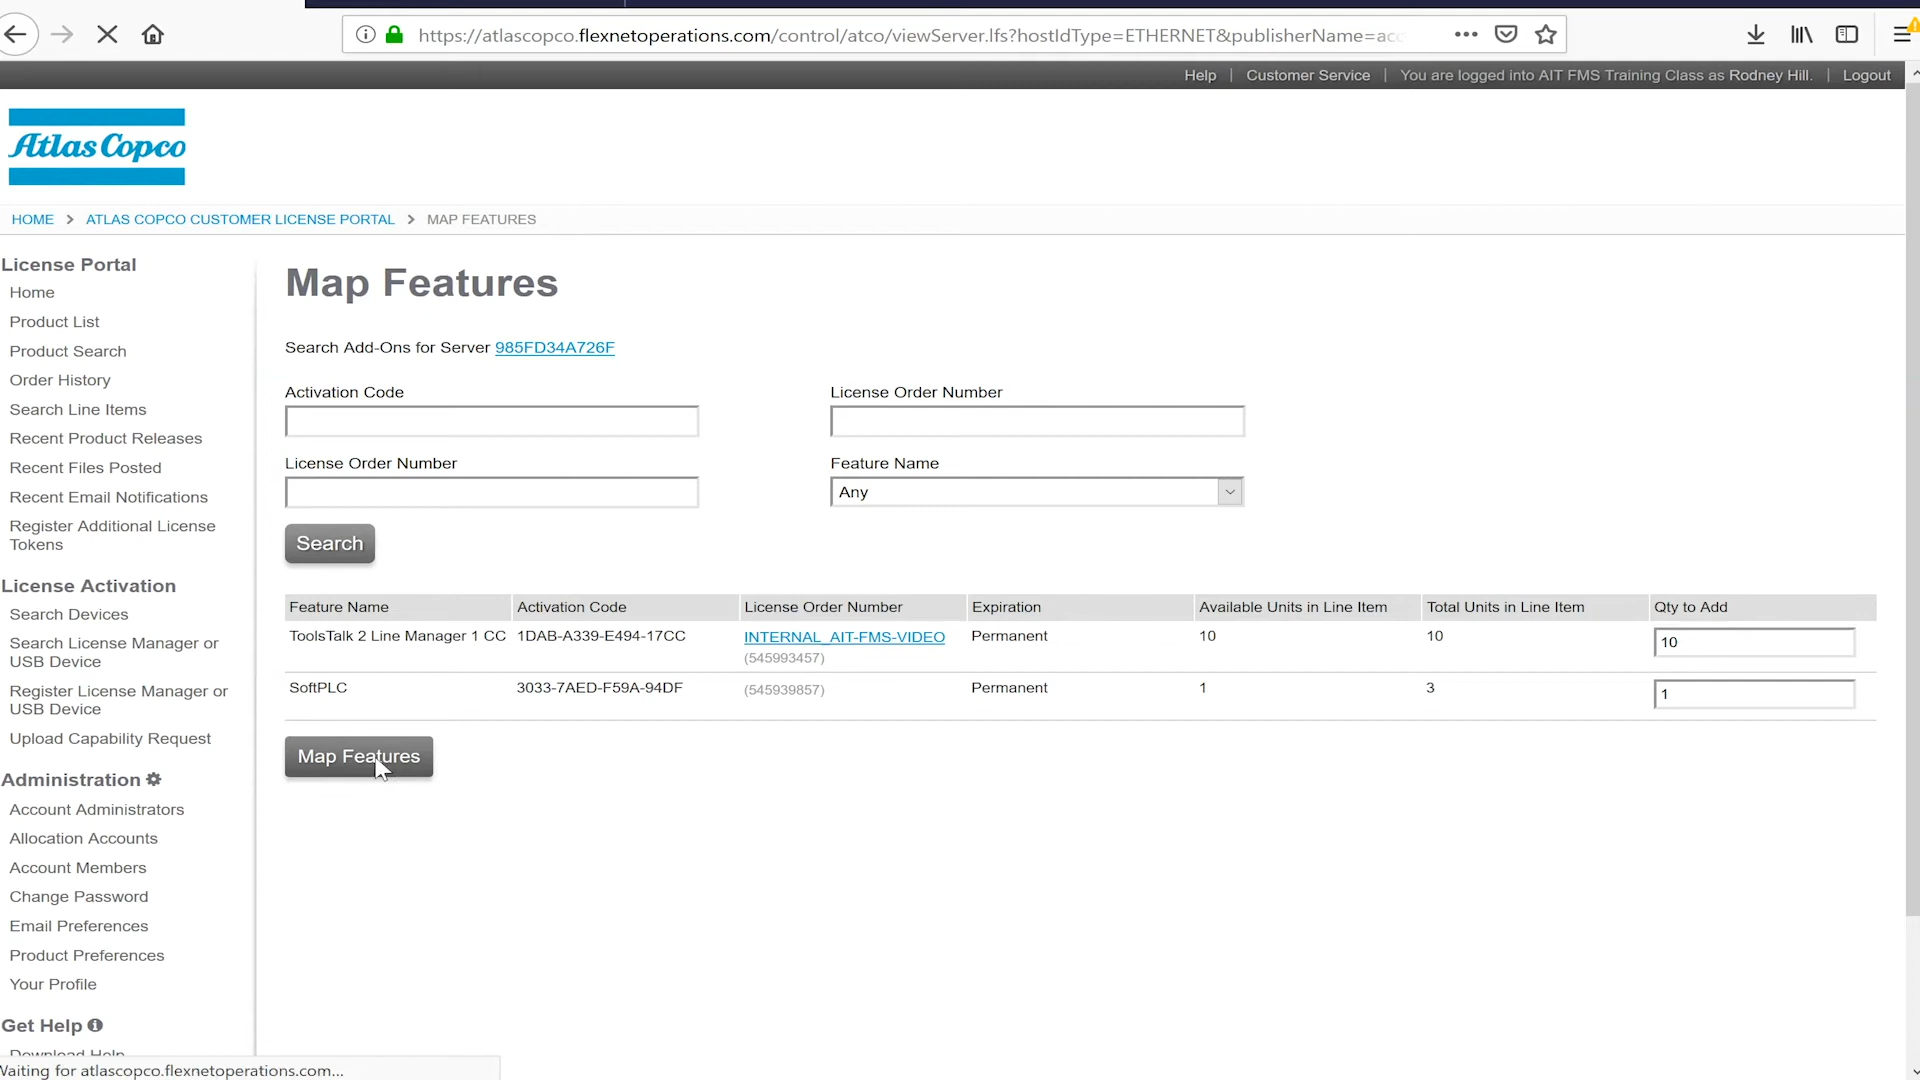 https://atlascopco.flexnetoperations.com/control/atco/viewServer.lfs?hostIdType=ETHERNET&publisherName=ac
Help | Customer Service | You are logged into AIT FMS Training Class as Rodney Hill. | Logout
Atlas Copco
HOME > ATLAS COPCO CUSTOMER LICENSE PORTAL > MAP FEATURES
License Portal
Home
Product List
Product Search
Order History
Search Line Items
Recent Product Releases
Recent Files Posted
Recent Email Notifications
Register Additional License
Tokens
License Activation
Search Devices
Search License Manager or
USB Device
Register License Manager or
USB Device
Upload Capability Request
Administration
Account Administrators
Allocation Accounts
Account Members
Change Password
Email Preferences
Product Preferences
Your Profile
Get Help
Download Help
Map Features
Search Add-Ons for Server 985FD34A726F
Activation Code License Order Number
License Order Number Feature Name
Any
Search
Feature Name Activation Code License Order Number Expiration Available Units in Line Item Total Units in Line Item Qty to Add
ToolsTalk 2 Line Manager 1 CC 1DAB-A339-E494-17CC INTERNAL_AIT-FMS-VIDEO Permanent 10 10 10
(545993457)
SoftPLC 3033-7AED-F59A-94DF (545939857) Permanent 1 3 1
Map Features
Waiting for atlascopco.flexnetoperations.com...